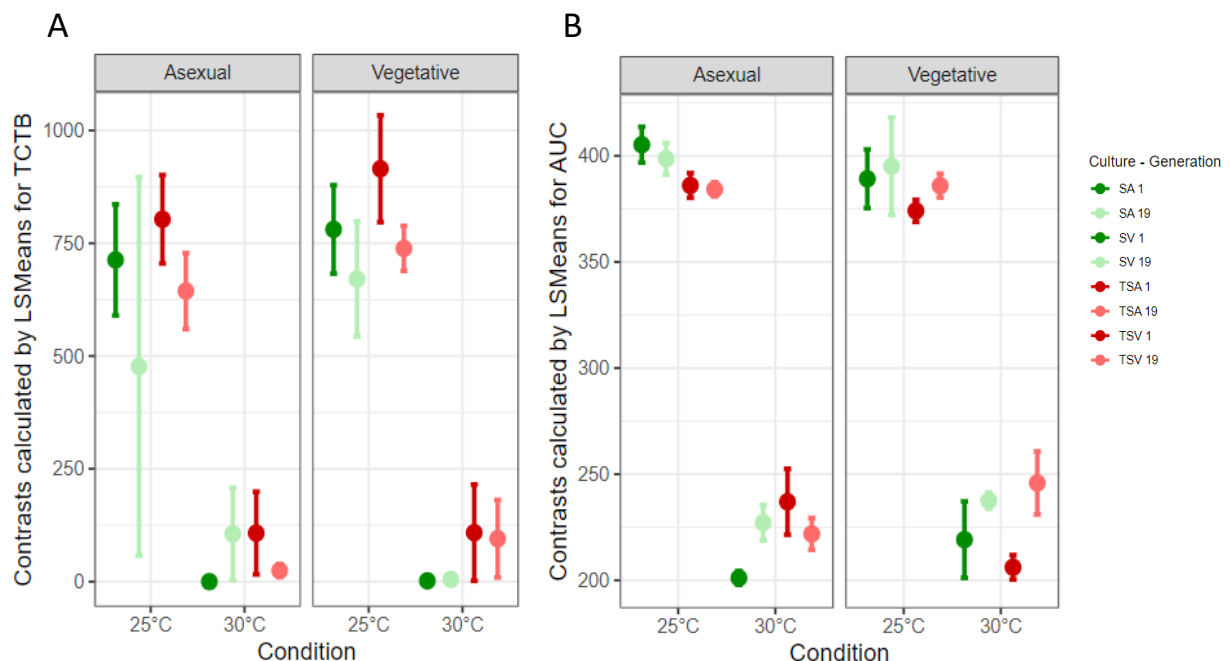 A
Contrasts calculated by LSMeans for TCTB
Asexual
Vegetative
1000
750
500
250
0
25°C
30°C
25°C
30°C
Condition
B
Contrasts calculated by LSMeans for AUC
Asexual
Vegetative
400
350
300
250
200
25°C
30°C
25°C
30°C
Condition
Culture - Generation
SA 1
SA 19
SV 1
SV 19
TSA 1
TSA 19
TSV 1
TSV 19